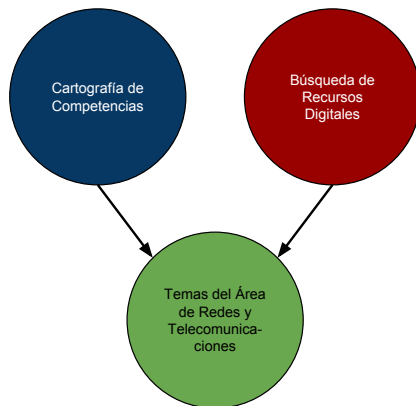 Cartografía de
Competencias
Búsqueda de
Recursos
Digitales
Temas del Área
de Redes y
Telecomunica-
ciones